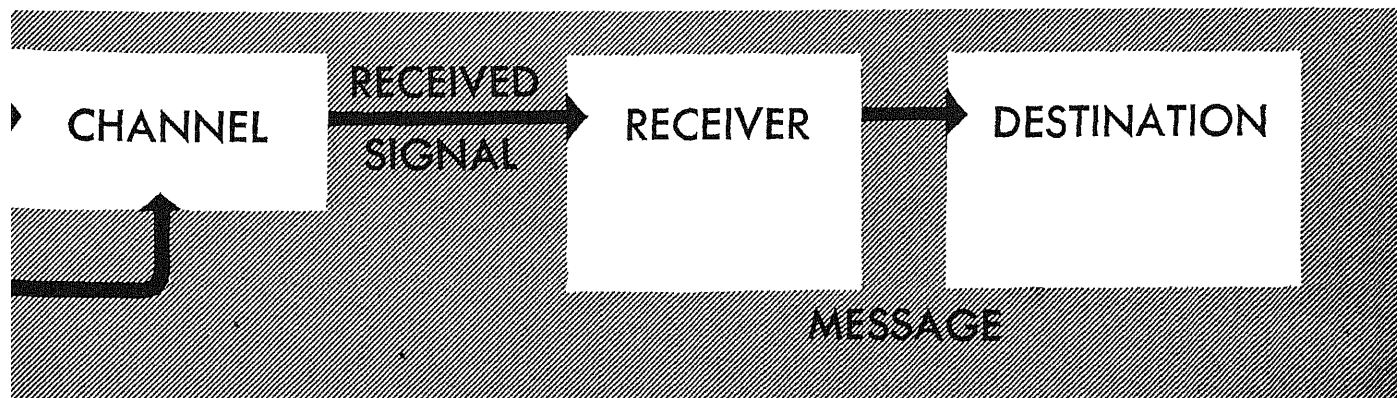 CHANNEL
RECEIVED
SIGNAL
RECEIVER
DESTINATION
MESSAGE